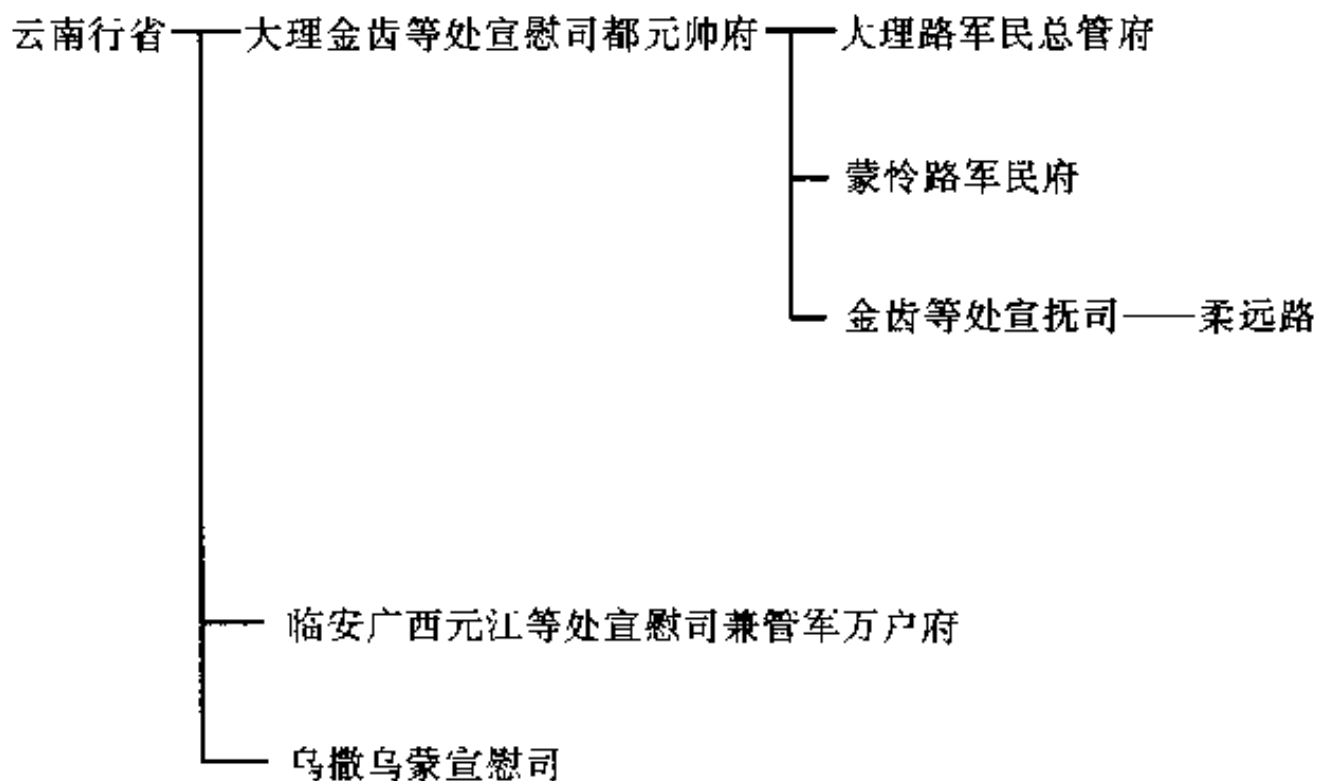 云南行省 大理金齿等处宣慰司都元帅府 大理路军民总管府
蒙怜路军民府
金齿等处宣抚司 柔远路
临安广西元江等处宣慰司兼管军万户府
乌撒乌蒙宣慰司